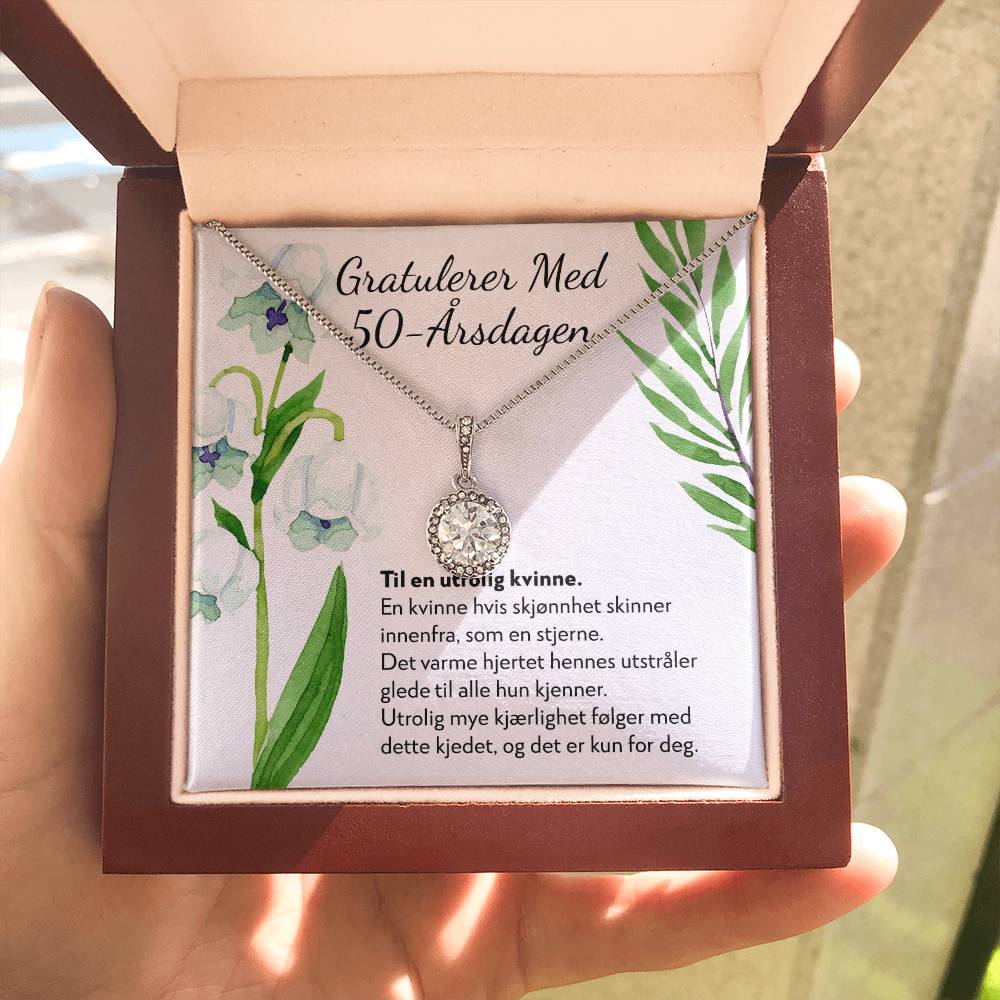 Gratulerer Med
50-Årsdagen
Til en utrolig kvinne.
En kvinne hvis skjønnhet skinner
innenfra, som en stjerne.
Det varme hjertet hennes utstråler
glede til alle hun kjenner.
Utrolig mye kjærlighet følger med
dette kjedet, og det er kun for deg.